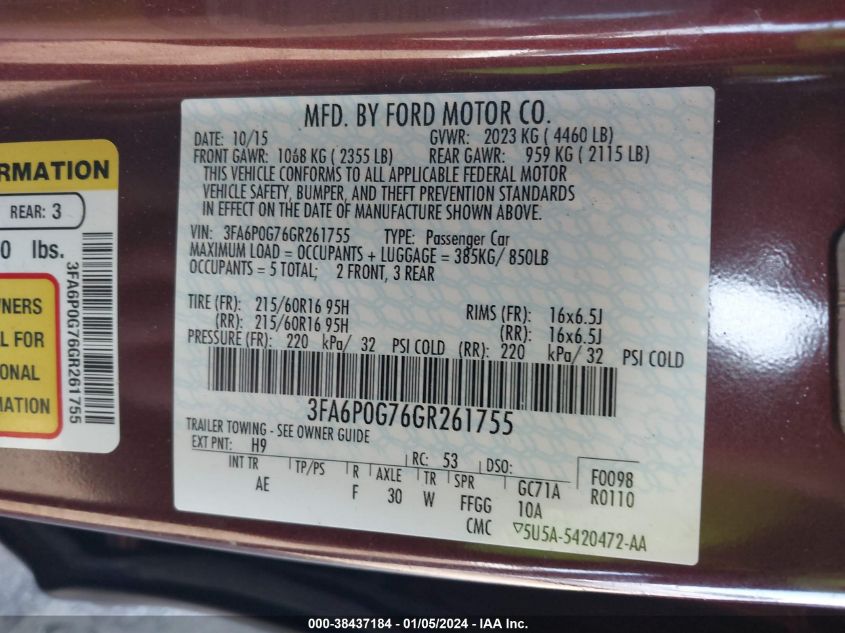 MFD. BY FORD MOTOR CO.
DATE: 10/15 GVWR: 2023 KG ( 4460 LB)
FRONT GAWR: 1068 KG ( 2355 LB) REAR GAWR: 959 KG ( 2115 LB)
THIS VEHICLE CONFORMS TO ALL APPLICABLE FEDERAL MOTOR
VEHICLE SAFETY, BUMPER, AND THEFT PREVENTION STANDARDS
IN EFFECT ON THE DATE OF MANUFACTURE SHOWN ABOVE.
VIN: 3FA6P0G76GR261755 TYPE: Passenger Car
MAXIMUM LOAD = OCCUPANTS + LUGGAGE = 385KG/ 850LB
OCCUPANTS = 5 TOTAL; 2 FRONT, 3 REAR
TIRE (FR): 215/60R16 95H RIMS (FR): 16x6.5J
(RR): 215/60R16 95H (RR): 16x6.5J
PRESSURE (FR): 220 kPa/ 32 PSI COLD (RR): 220 kPa/ 32 PSI COLD
3FA6P0G76GR261755
TRAILER TOWING - SEE OWNER GUIDE
EXT PNT: H9 RC: 53 DSO: F0098
INT TR TP/PS R AXLE TR SPR GC71A R0110
AE F 30 W FFGG 10A
CMC ▽5U5A-5420472-AA
RMATION
REAR: 3
0 lbs.
3FA6P0G76GR261755
NERS
L FOR
ONAL
MATION
000-38437184 - 01/05/2024 - IAA Inc.